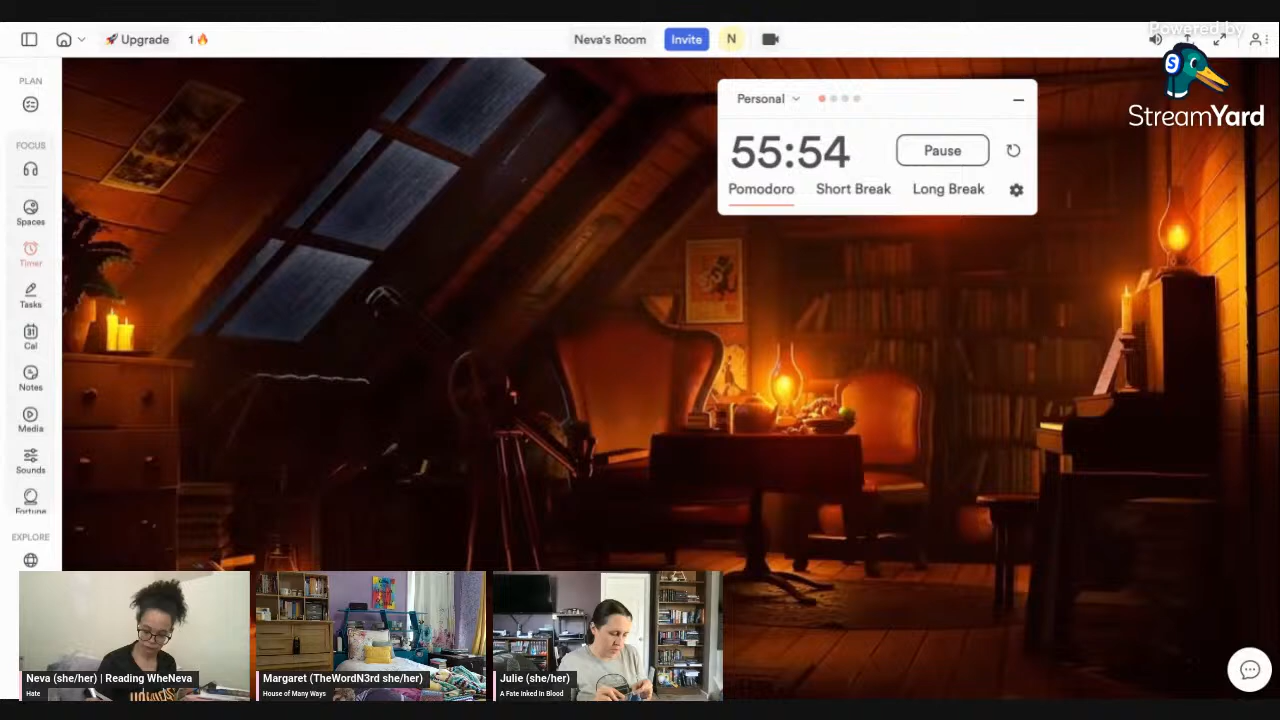 Upgrade
1
Neva's Room
Invite
N
Powered by
StreamYard
PLAN
FOCUS
Spaces
Timer
Tasks
31
Cal
Notes
Media
Sounds
Fortune
EXPLORE
Personal
55:54
Pause
Pomodoro
Short Break
Long Break
Neva (she/her) | Reading WheNeva
Hate
Margaret (TheWordN3rd she/her)
House of Many Ways
Julie (she/her)
A Fate Inked In Blood